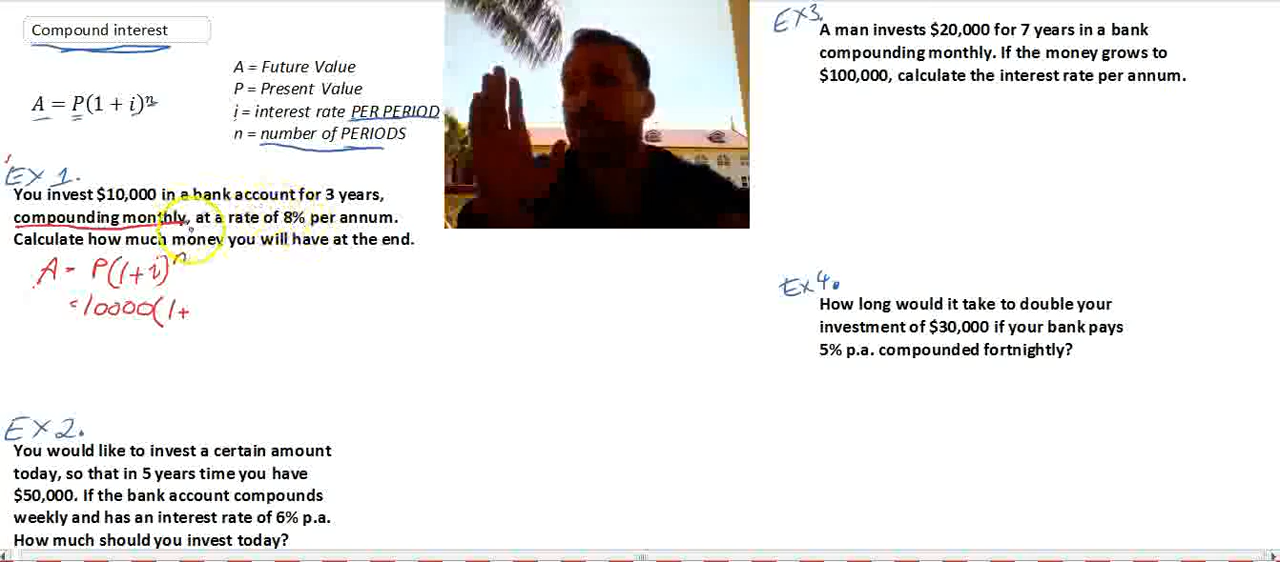 Compound interest
A = P(1 + i)ⁿ
A = Future Value
P = Present Value
i = interest rate PER PERIOD
n = number of PERIODS
EX 1.
You invest $10,000 in a bank account for 3 years,
compounding monthly, at a rate of 8% per annum.
Calculate how much money you will have at the end.
A = P(1+i)ⁿ
=10000(1+
EX 2.
You would like to invest a certain amount
today, so that in 5 years time you have
$50,000. If the bank account compounds
weekly and has an interest rate of 6% p.a.
How much should you invest today?
EX3.
A man invests $20,000 for 7 years in a bank
compounding monthly. If the money grows to
$100,000, calculate the interest rate per annum.
EX4.
How long would it take to double your
investment of $30,000 if your bank pays
5% p.a. compounded fortnightly?